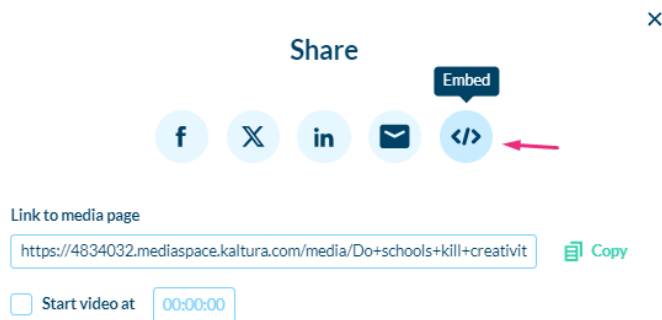 Share
Embed
f X in </>
Link to media page
https://4834032.mediaspace.kaltura.com/media/Do+schools+kill+creativit
Copy
Start video at 00:00:00